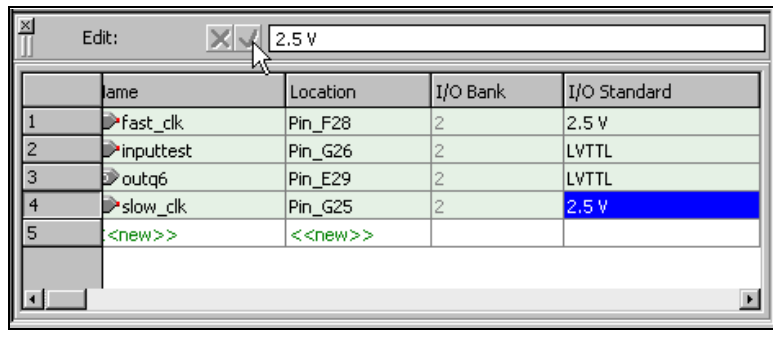 Edit: 2.5 V
Name Location I/O Bank I/O Standard
1 fast_clk Pin_F28 2 2.5 V
2 inputtest Pin_G26 2 LVTTL
3 outq6 Pin_E29 2 LVTTL
4 slow_clk Pin_G25 2 2.5 V
5 <<new>> <<new>>